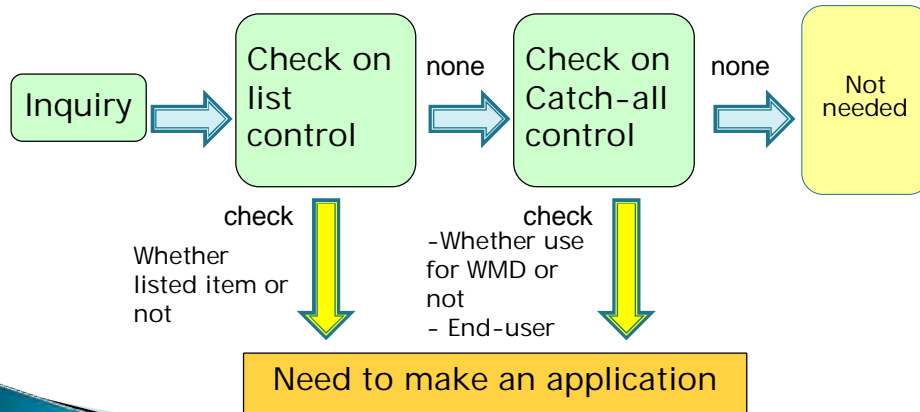 Inquiry
Check on
list
control
none
Check on
Catch-all
control
none
Not
needed
check
Whether
listed item or
not
check
-Whether use
for WMD or
not
- End-user
Need to make an application